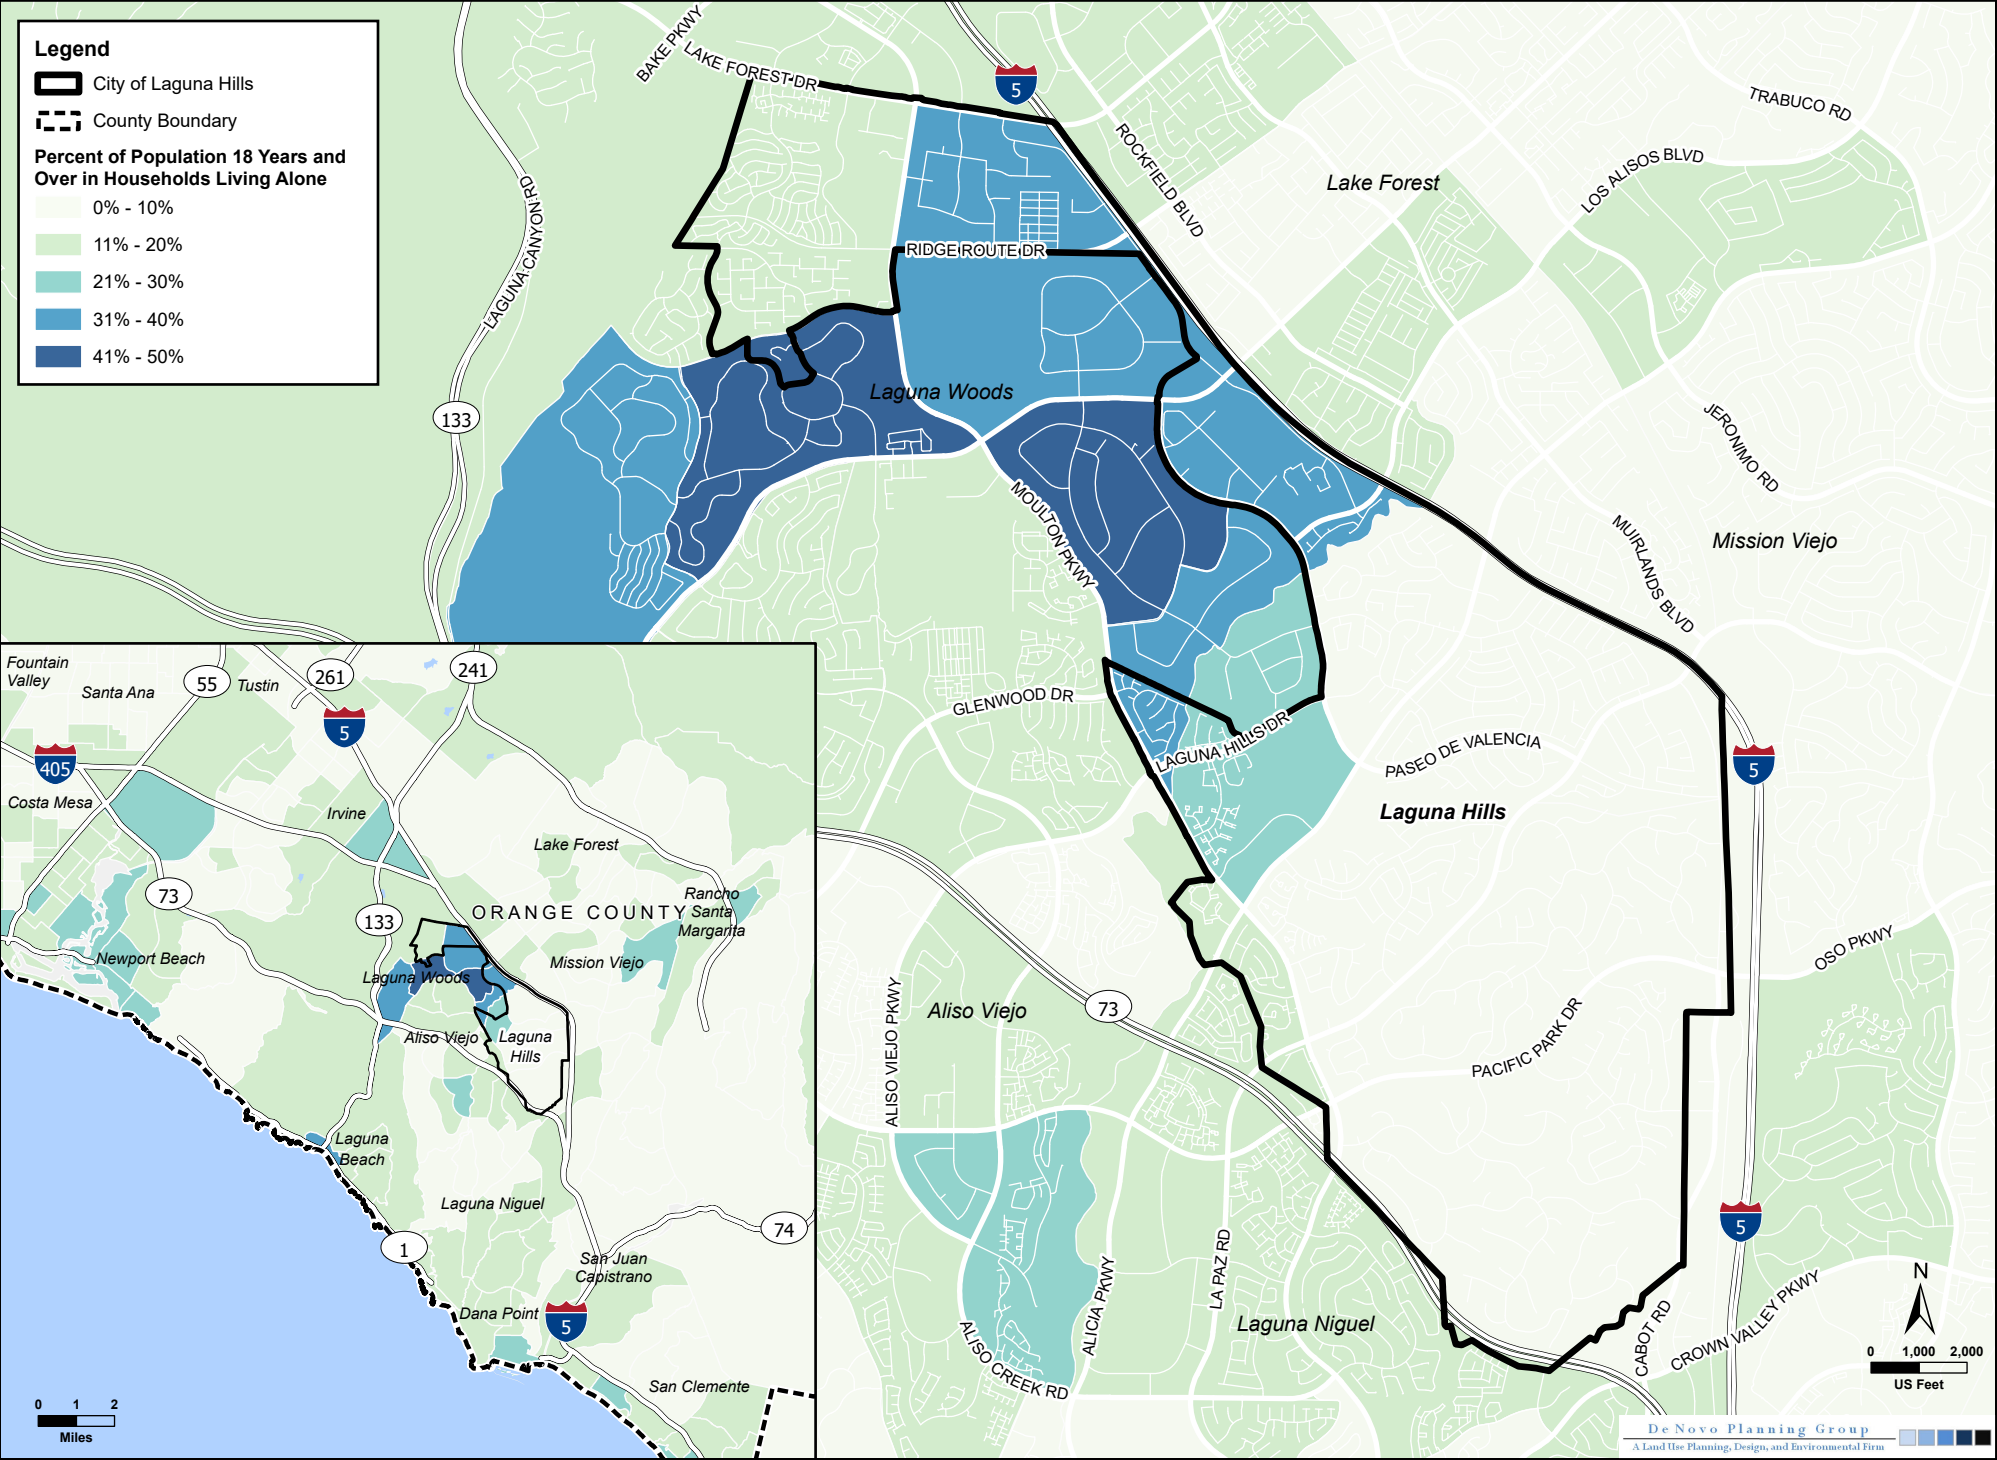 Legend
City of Laguna Hills
County Boundary
Percent of Population 18 Years and
Over in Households Living Alone
0% - 10%
11% - 20%
21% - 30%
31% - 40%
41% - 50%
BAKE PKWY
LAKE FOREST DR
5
ROCKFIELD BLVD
TRABUCO RD
LOS ALISOS BLVD
Lake Forest
LAGUNA CANYON RD
RIDGE ROUTE DR
133
Laguna Woods
JERONIMO RD
MOULTON PKWY
MUIRLANDS BLVD
Mission Viejo
GLENWOOD DR
LAGUNA HILLS DR
PASEO DE VALENCIA
5
Laguna Hills
OSO PKWY
ALISO VIEJO PKWY
Aliso Viejo
73
PACIFIC PARK DR
5
LA PAZ RD
ALICIA PKWY
Laguna Niguel
ALISO CREEK RD
CABOT RD
CROWN VALLEY PKWY
N
0 1,000 2,000
US Feet
De Novo Planning Group
A Land Use Planning, Design, and Environmental Firm
Fountain
Valley
Santa Ana
55
Tustin
261
241
5
405
Costa Mesa
Irvine
Lake Forest
73
133
ORANGE COUNTY
Rancho
Santa
Margarita
Newport Beach
Laguna Woods
Mission Viejo
Aliso Viejo
Laguna
Hills
Laguna
Beach
Laguna Niguel
74
1
San Juan
Capistrano
Dana Point
5
San Clemente
0 1 2
Miles